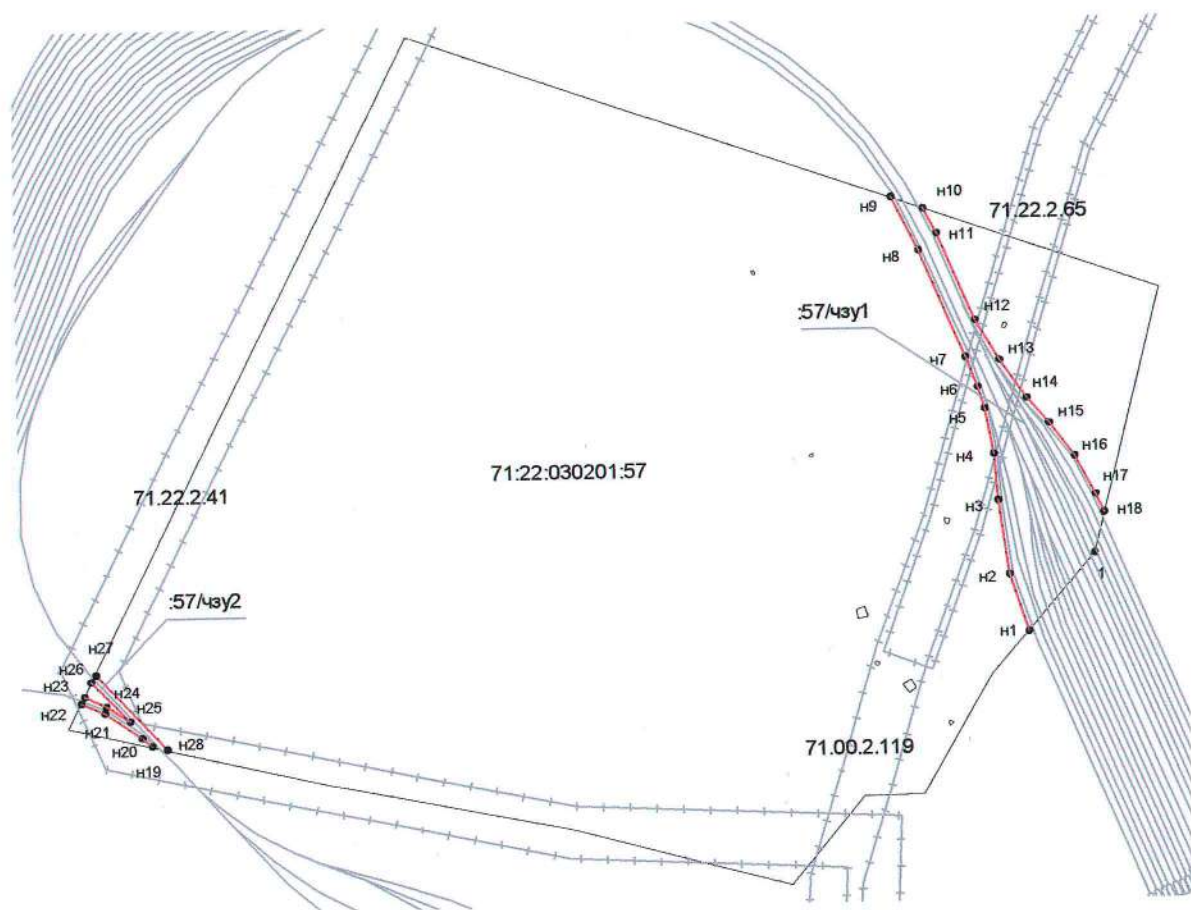 н9
н10
71.22.2.65
н11
н8
:57/чзу1
н12
н13
н7
н14
н6
н15
н5
н16
н4
71:22:030201:57
н17
71.22.2.41
н3
н18
1
н2
:57/чзу2
н1
н27
н26
н24
н23
н25
н22
н21
н28
н20
н19
71.00.2.119